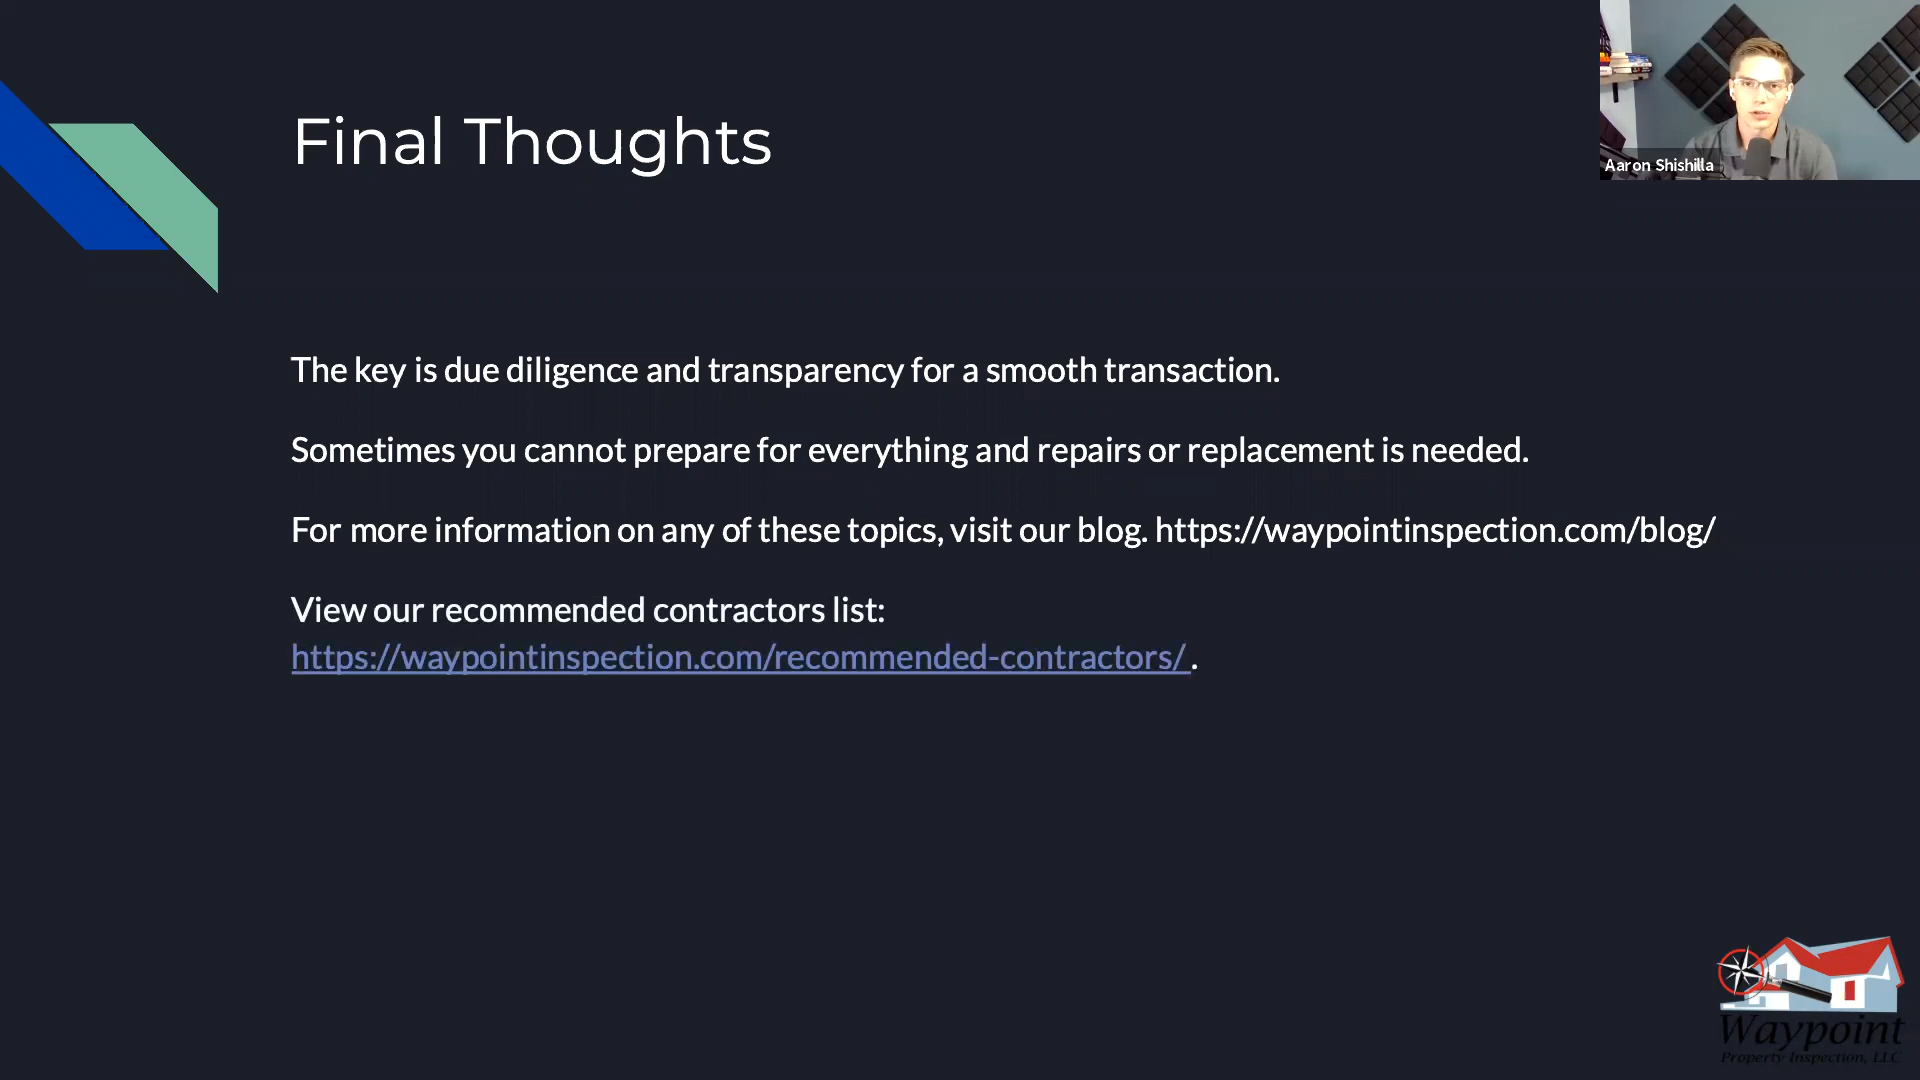 Final Thoughts
Aaron Shishilla
The key is due diligence and transparency for a smooth transaction.
Sometimes you cannot prepare for everything and repairs or replacement is needed.
For more information on any of these topics, visit our blog. https://waypointinspection.com/blog/
View our recommended contractors list:
https://waypointinspection.com/recommended-contractors/ .
Waypoint
Property Inspection, LLC